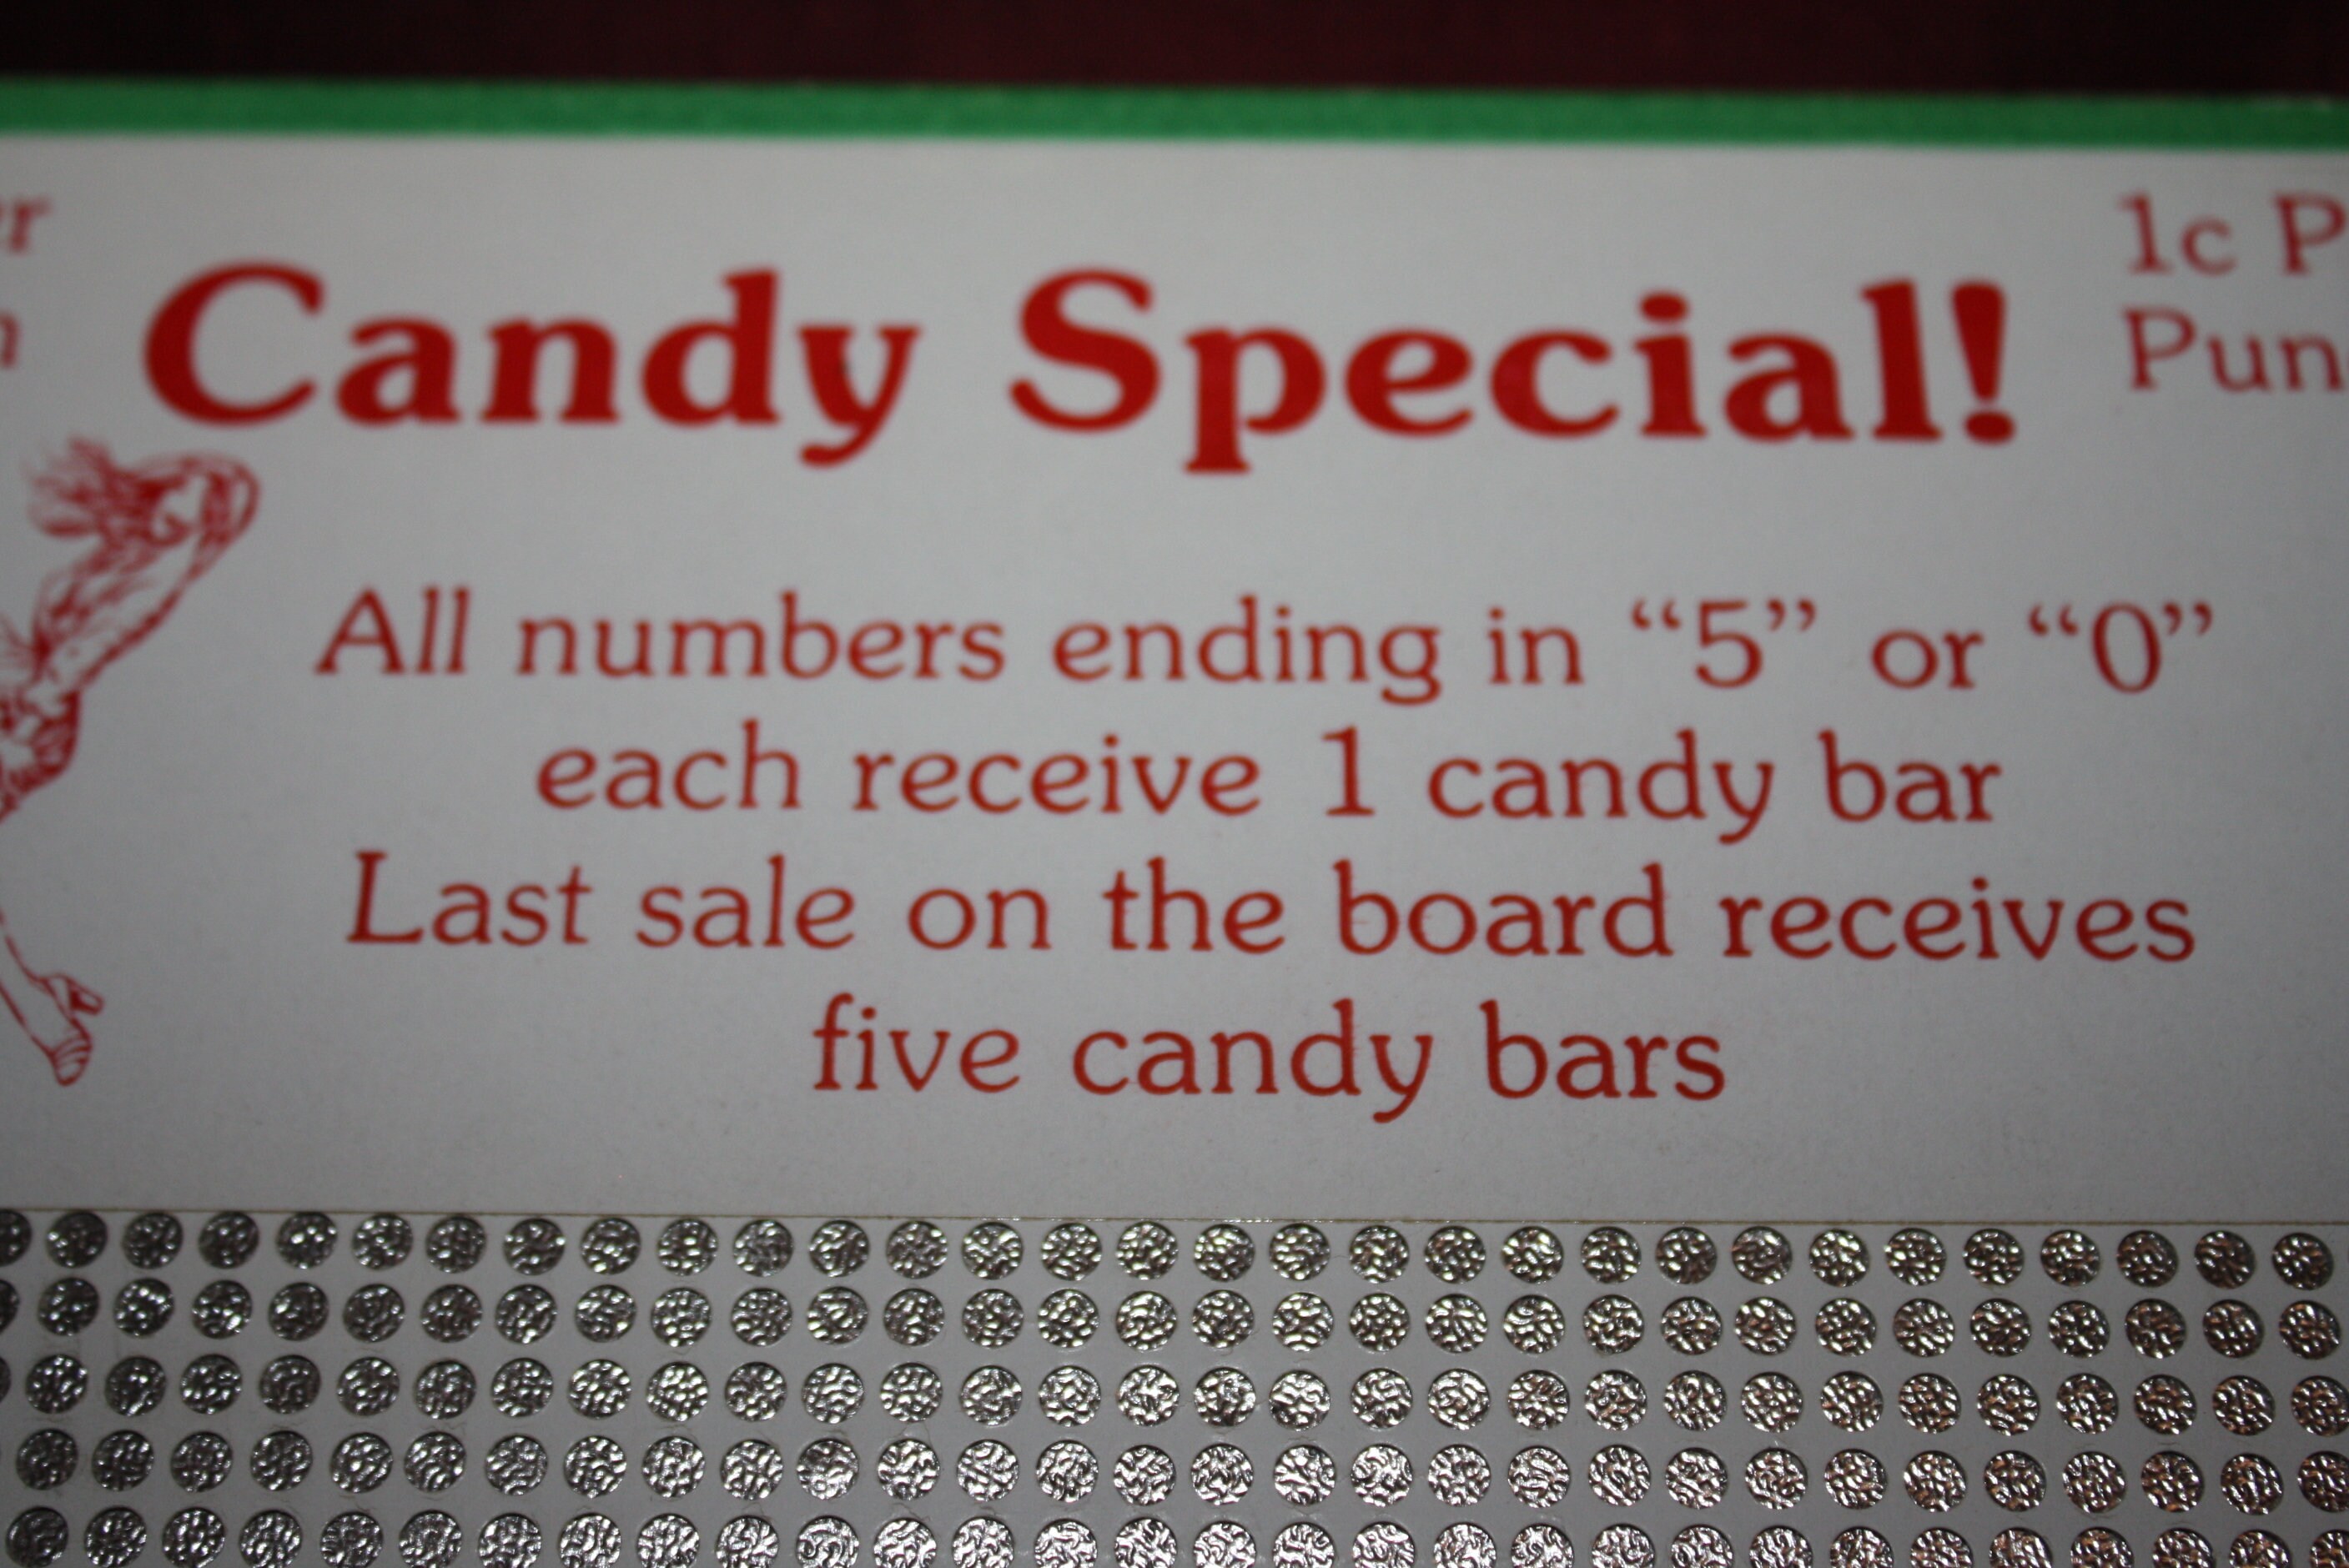 Candy Special!
1c P
Pun
All numbers ending in “5” or “0”
each receive 1 candy bar
Last sale on the board receives
five candy bars